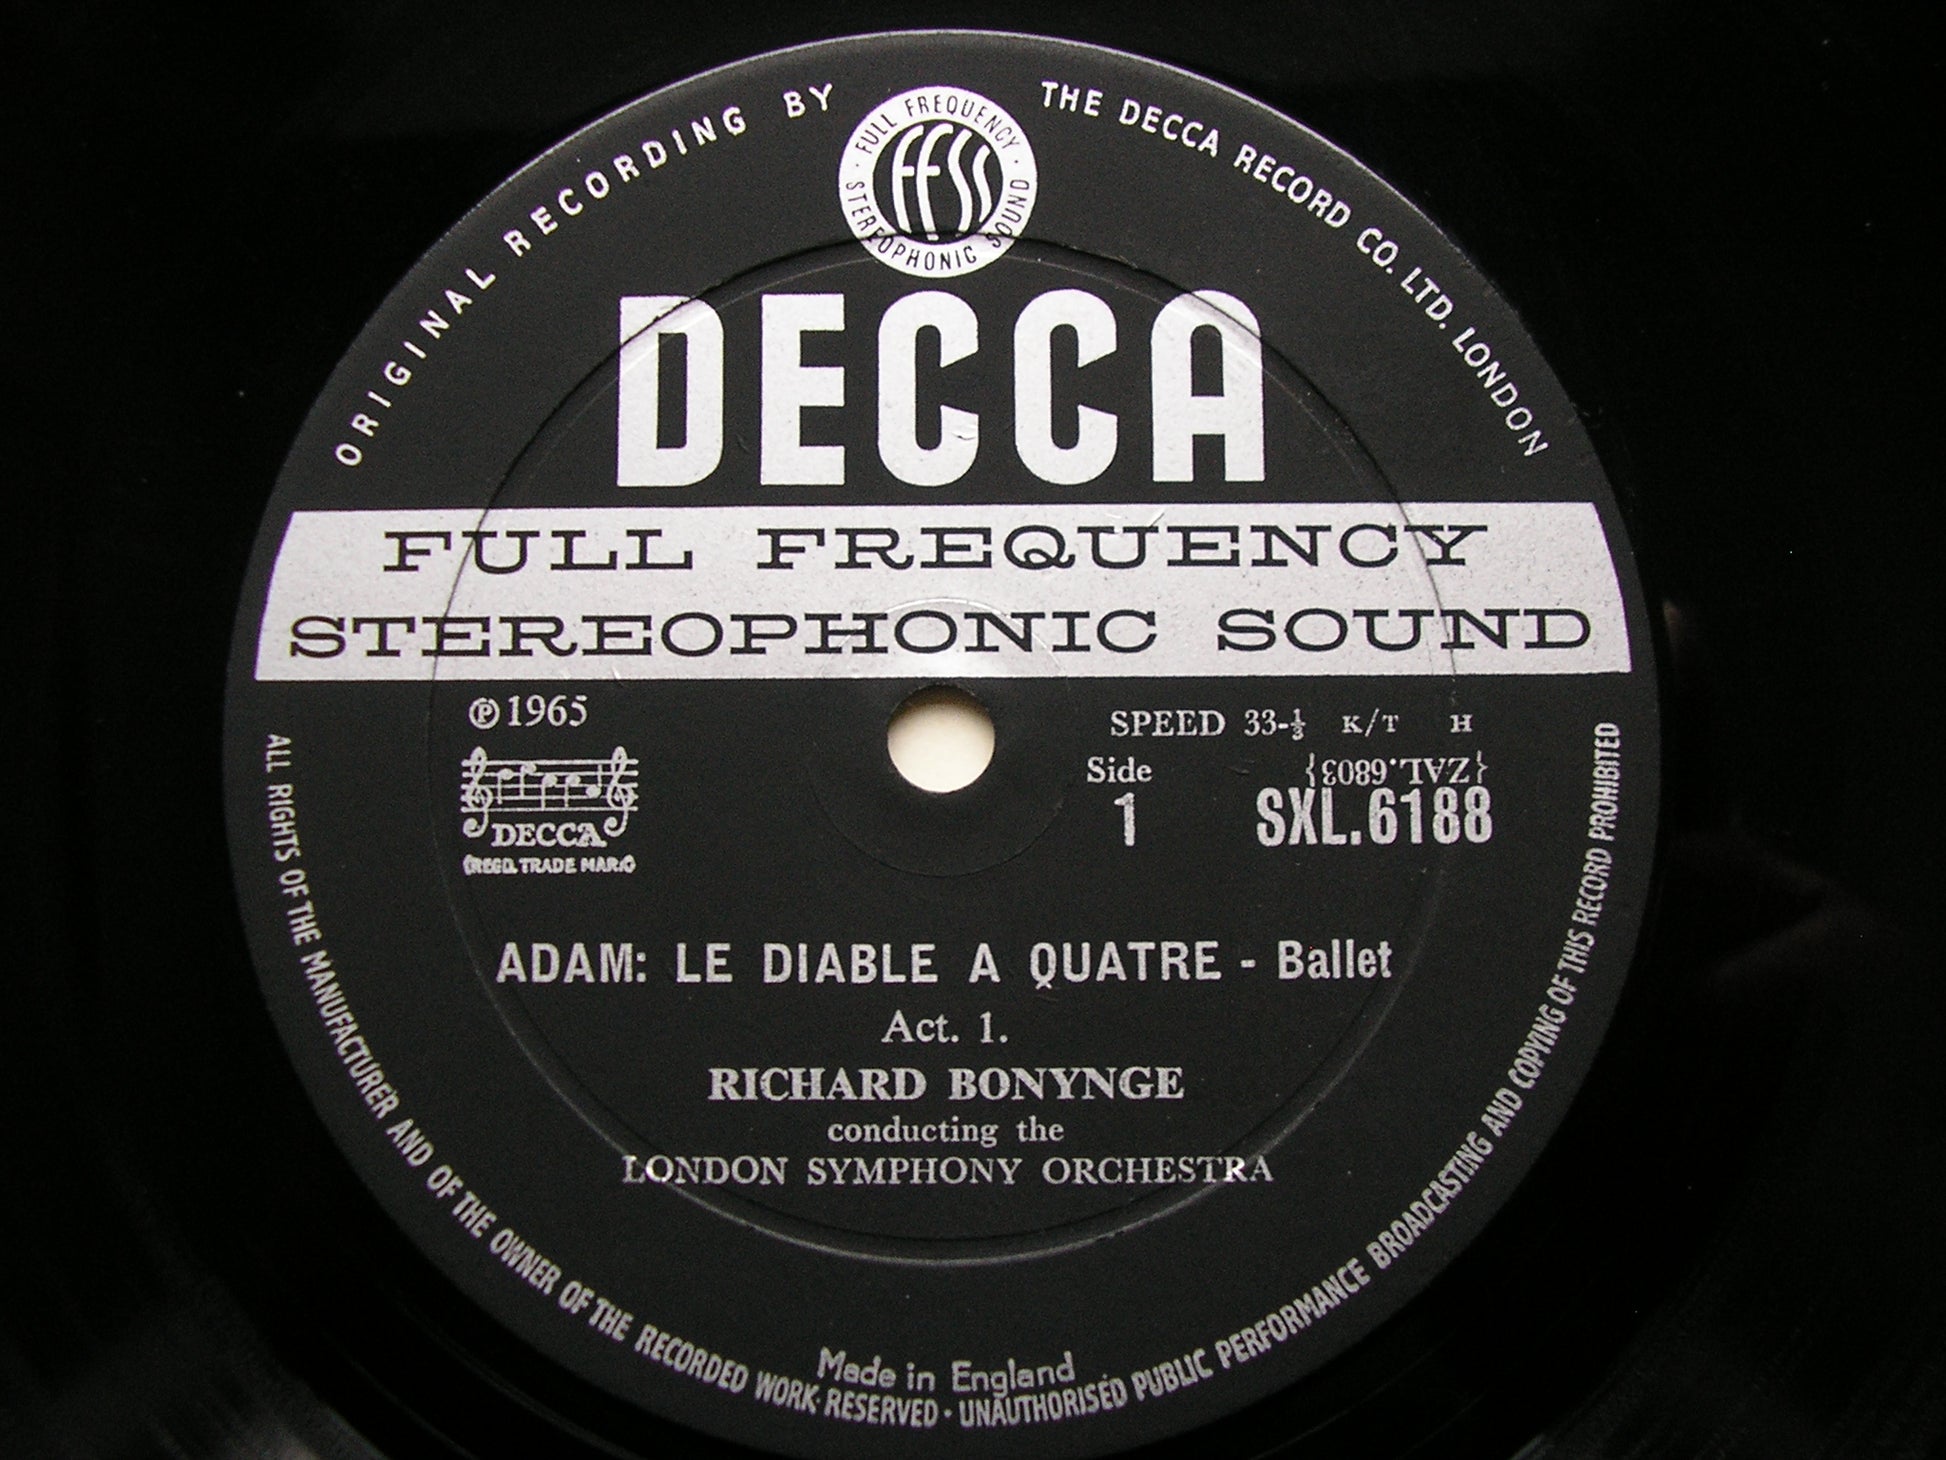 ORIGINAL RECORDING BY THE DECCA RECORD CO. LTD. LONDON
FULL FREQUENCY STEREOPHONIC SOUND
FFSS
DECCA
FULL FREQUENCY
STEREOPHONIC SOUND
℗1965
SPEED 33-⅓ K/T H
Side {ZAL.6803}
1 SXL.6188
DECCA
(REGD. TRADE MARK)
ADAM: LE DIABLE A QUATRE - Ballet
Act. 1.
RICHARD BONYNGE
conducting the
LONDON SYMPHONY ORCHESTRA
Made in England
ALL RIGHTS OF THE MANUFACTURER AND OF THE OWNER OF THE RECORDED WORK RESERVED · UNAUTHORISED PUBLIC PERFORMANCE BROADCASTING AND COPYING OF THIS RECORD PROHIBITED